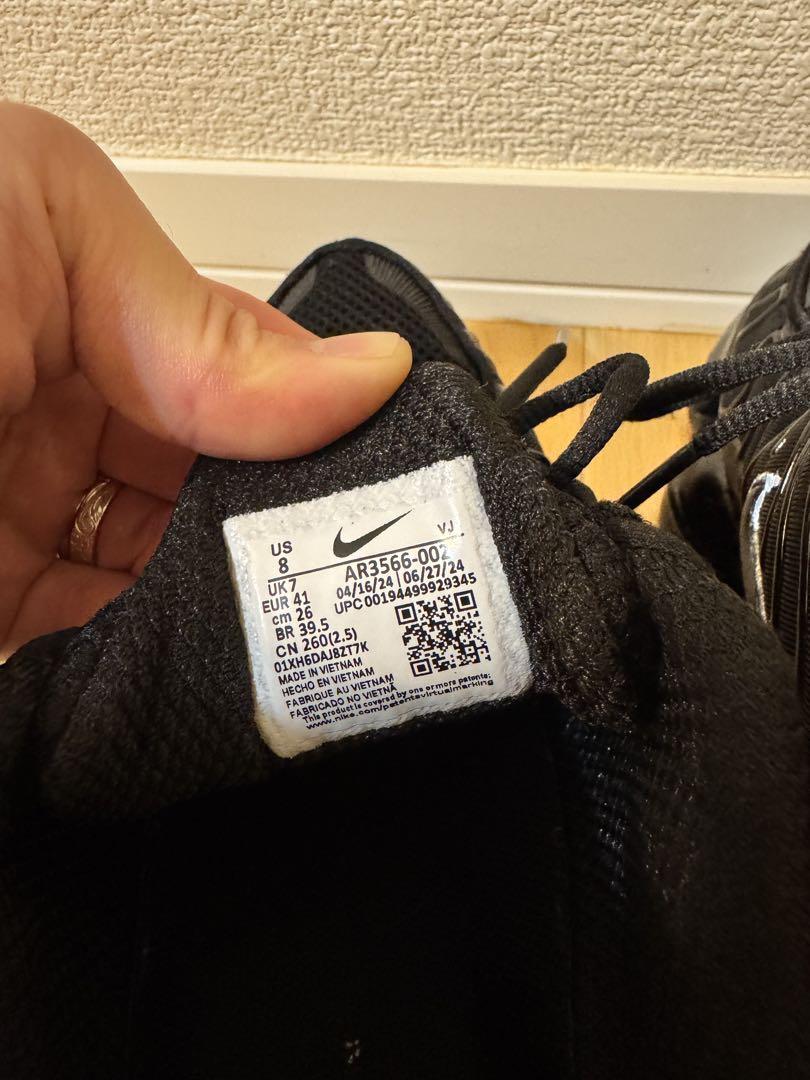 US
8
VJ
AR3566-002
UK 7
04/16/24 | 06/27/24
EUR 41
UPC 00194499929345
cm 26
BR 39.5
CN 260(2.5)
01XH6DAJ8ZT7K
MADE IN VIETNAM
HECHO EN VIETNAM
FABRIQUE AU VIETNAM
FABRICADO NO VIETNÃ
This product is covered by one or more patents:
www.nike.com/patentsvirtualmarking